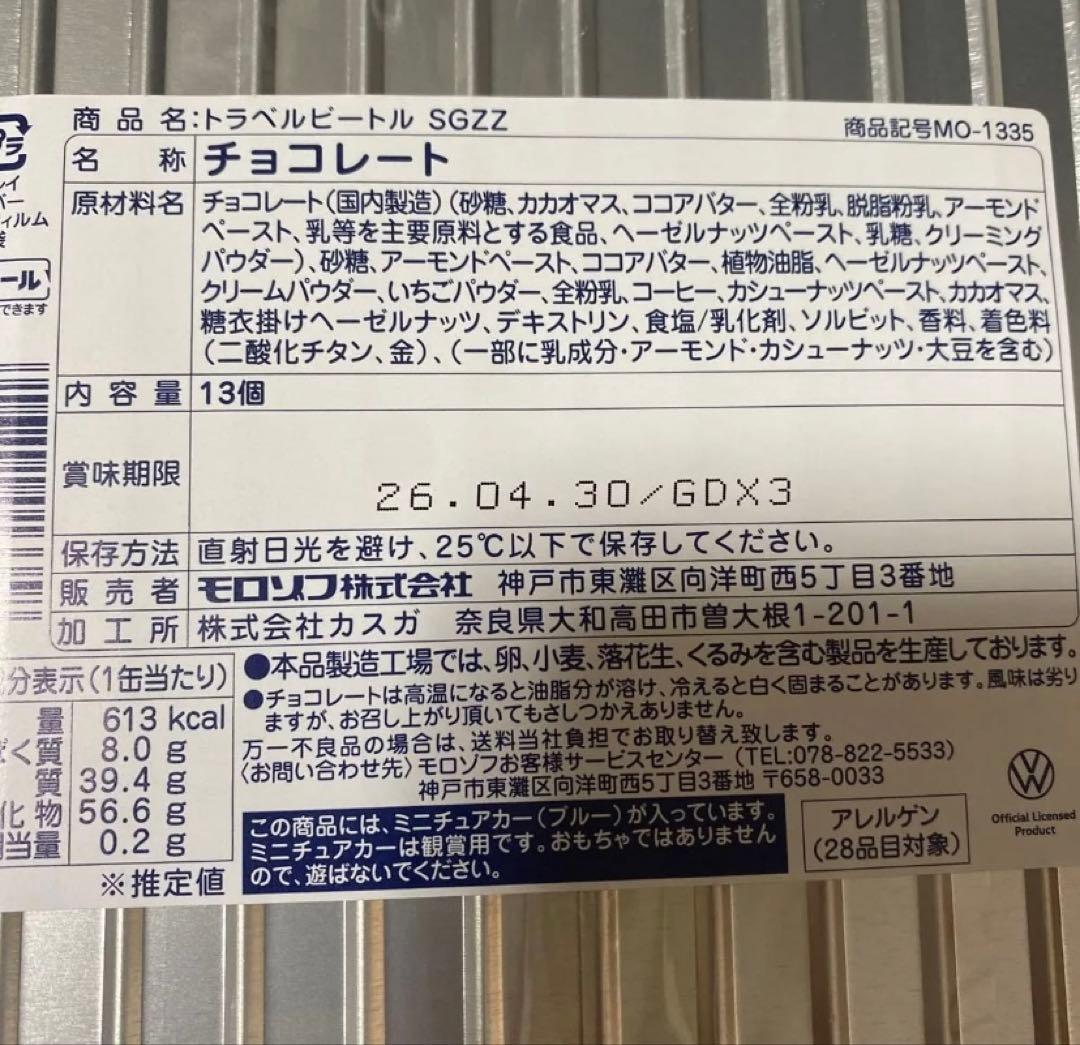 商品名:トラベルビートル SGZZ
商品記号MO-1335
名称 チョコレート
原材料名 チョコレート(国内製造)(砂糖、カカオマス、ココアバター、全粉乳、脱脂粉乳、アーモンド
ペースト、乳等を主要原料とする食品、ヘーゼルナッツペースト、乳糖、クリーミング
パウダー)、砂糖、アーモンドペースト、ココアバター、植物油脂、ヘーゼルナッツペースト、
クリームパウダー、いちごパウダー、全粉乳、コーヒー、カシューナッツペースト、カカオマス、
糖衣掛けヘーゼルナッツ、デキストリン、食塩/乳化剤、ソルビット、香料、着色料
(二酸化チタン、金)、(一部に乳成分・アーモンド・カシューナッツ・大豆を含む)
内容量 13個
賞味期限 26.04.30/GDX3
保存方法 直射日光を避け、25℃以下で保存してください。
販売者 モロゾフ株式会社 神戸市東灘区向洋町西5丁目3番地
加工所 株式会社カスガ 奈良県大和高田市曽大根1-201-1
プラ
フィルム
ール
できます
分表示(1缶当たり)
量 613 kcal
く質 8.0 g
質 39.4 g
化物 56.6 g
当量 0.2 g
※推定値
●本品製造工場では、卵、小麦、落花生、くるみを含む製品を生産しております。
●チョコレートは高温になると油脂分が溶け、冷えると白く固まることがあります。風味は劣り
ますが、お召し上がり頂いてもさしつかえありません。
万一不良品の場合は、送料当社負担でお取り替え致します。
〈お問い合わせ先〉モロゾフお客様サービスセンター (TEL:078-822-5533)
神戸市東灘区向洋町西5丁目3番地 〒658-0033
この商品には、ミニチュアカー(ブルー)が入っています。
ミニチュアカーは観賞用です。おもちゃではありません
ので、遊ばないでください。
アレルゲン
(28品目対象)
Official Licensed
Product